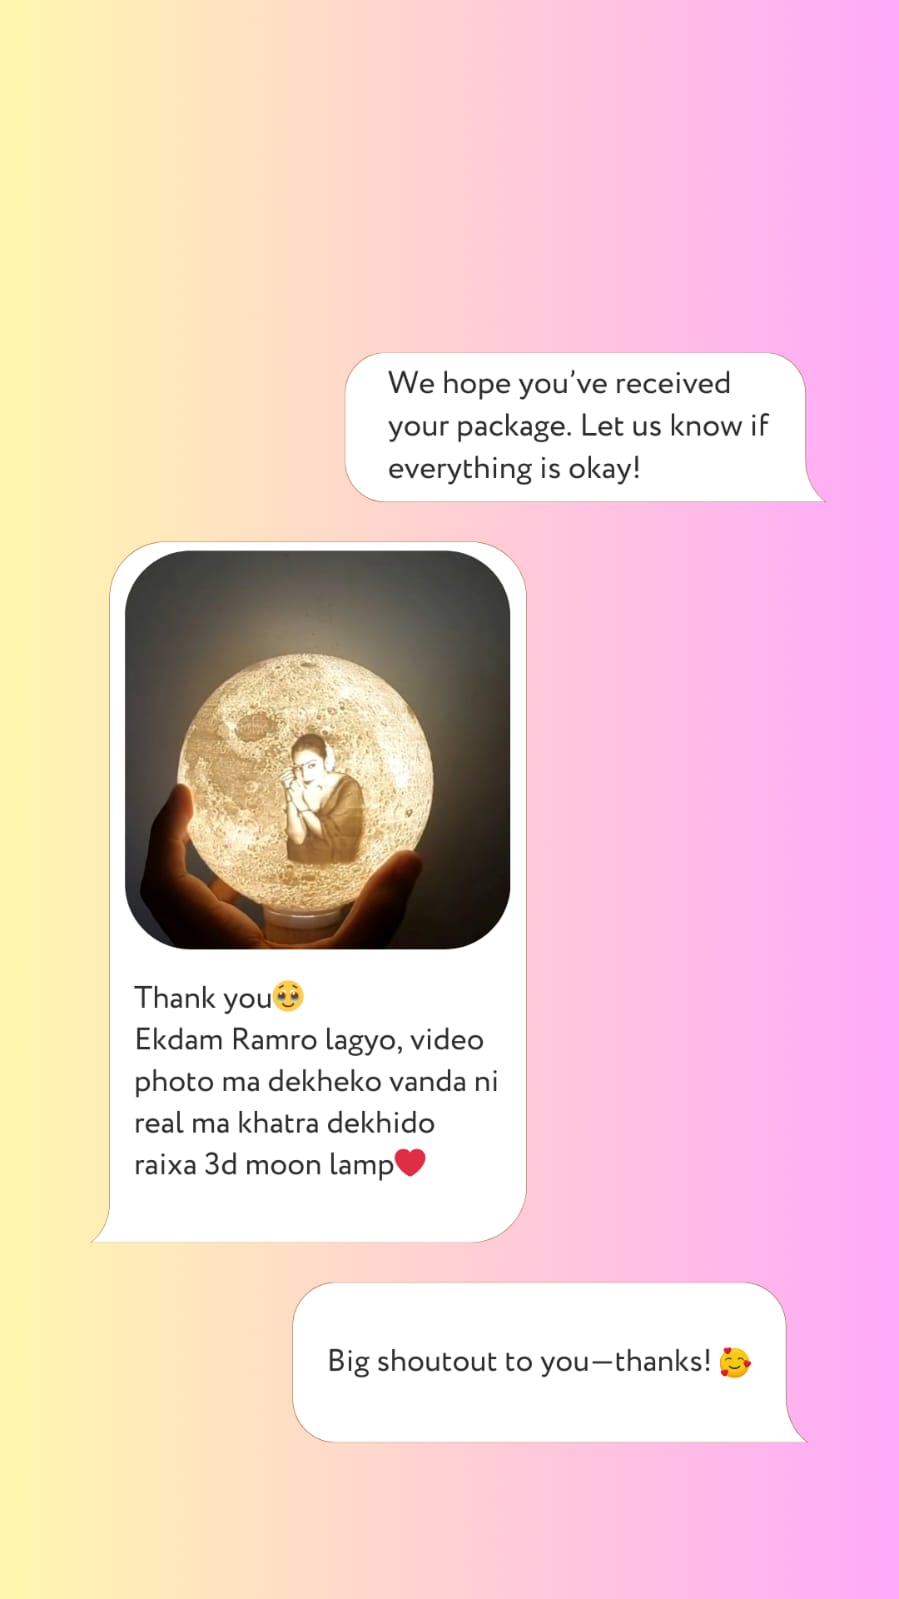 We hope you’ve received
your package. Let us know if
everything is okay!
Thank you🥹
Ekdam Ramro lagyo, video
photo ma dekheko vanda ni
real ma khatra dekhido
raixa 3d moon lamp❤️
Big shoutout to you—thanks! 🥰